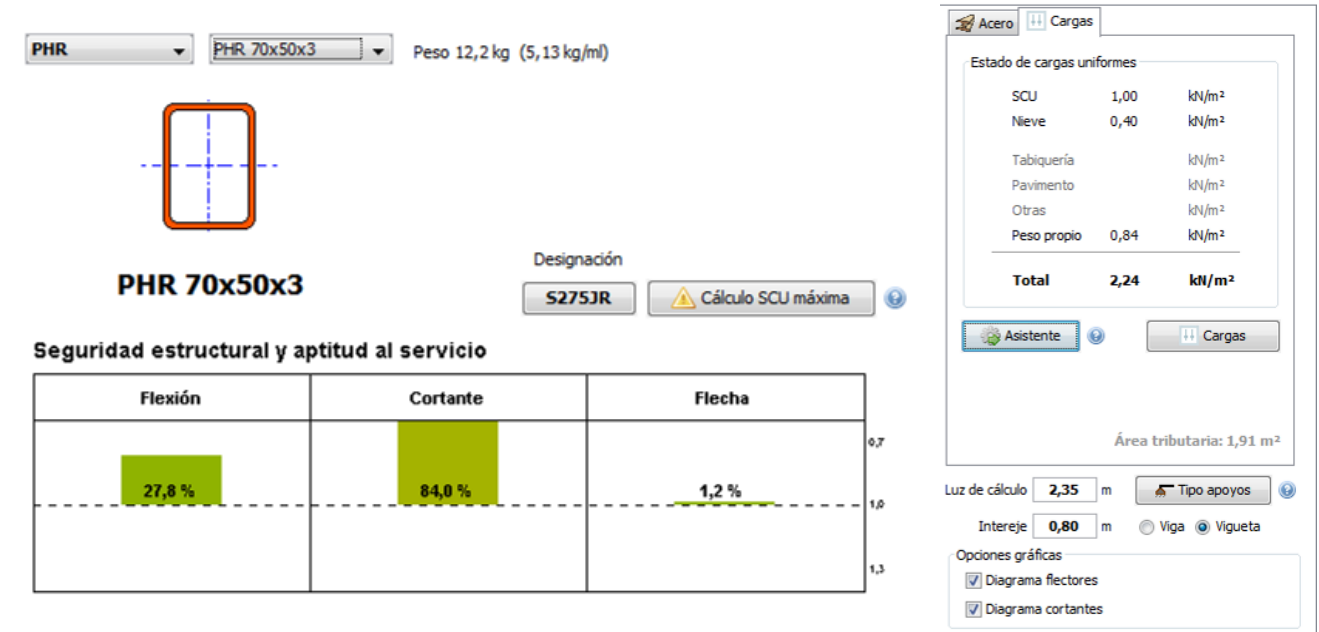 PHR PHR 70x50x3 Peso 12,2 kg (5,13 kg/ml)
PHR 70x50x3
Designación
S275JR Cálculo SCU máxima
Seguridad estructural y aptitud al servicio
Flexión Cortante Flecha
27,8 % 84,0 % 1,2 %
0,7
1,0
1,3
Acero Cargas
Estado de cargas uniformes
SCU 1,00 kN/m²
Nieve 0,40 kN/m²
Tabiquería kN/m²
Pavimento kN/m²
Otras kN/m²
Peso propio 0,84 kN/m²
Total 2,24 kN/m²
Asistente Cargas
Área tributaria: 1,91 m²
Luz de cálculo 2,35 m Tipo apoyos
Intereje 0,80 m Viga Vigueta
Opciones gráficas
Diagrama flectores
Diagrama cortantes